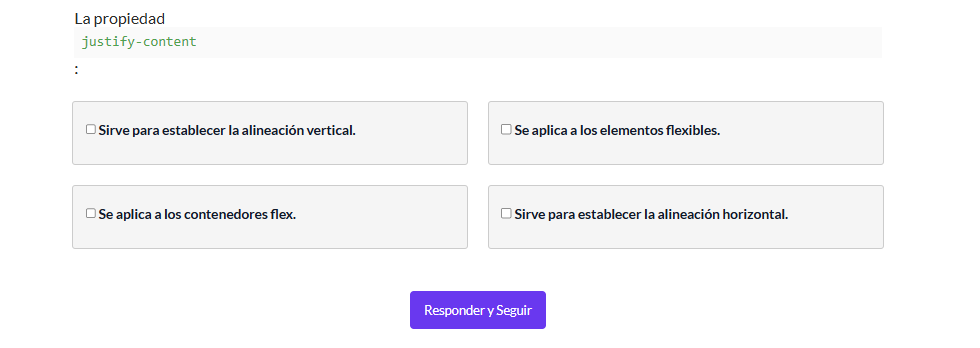 La propiedad
justify-content
:
Sirve para establecer la alineación vertical.
Se aplica a los elementos flexibles.
Se aplica a los contenedores flex.
Sirve para establecer la alineación horizontal.
Responder y Seguir